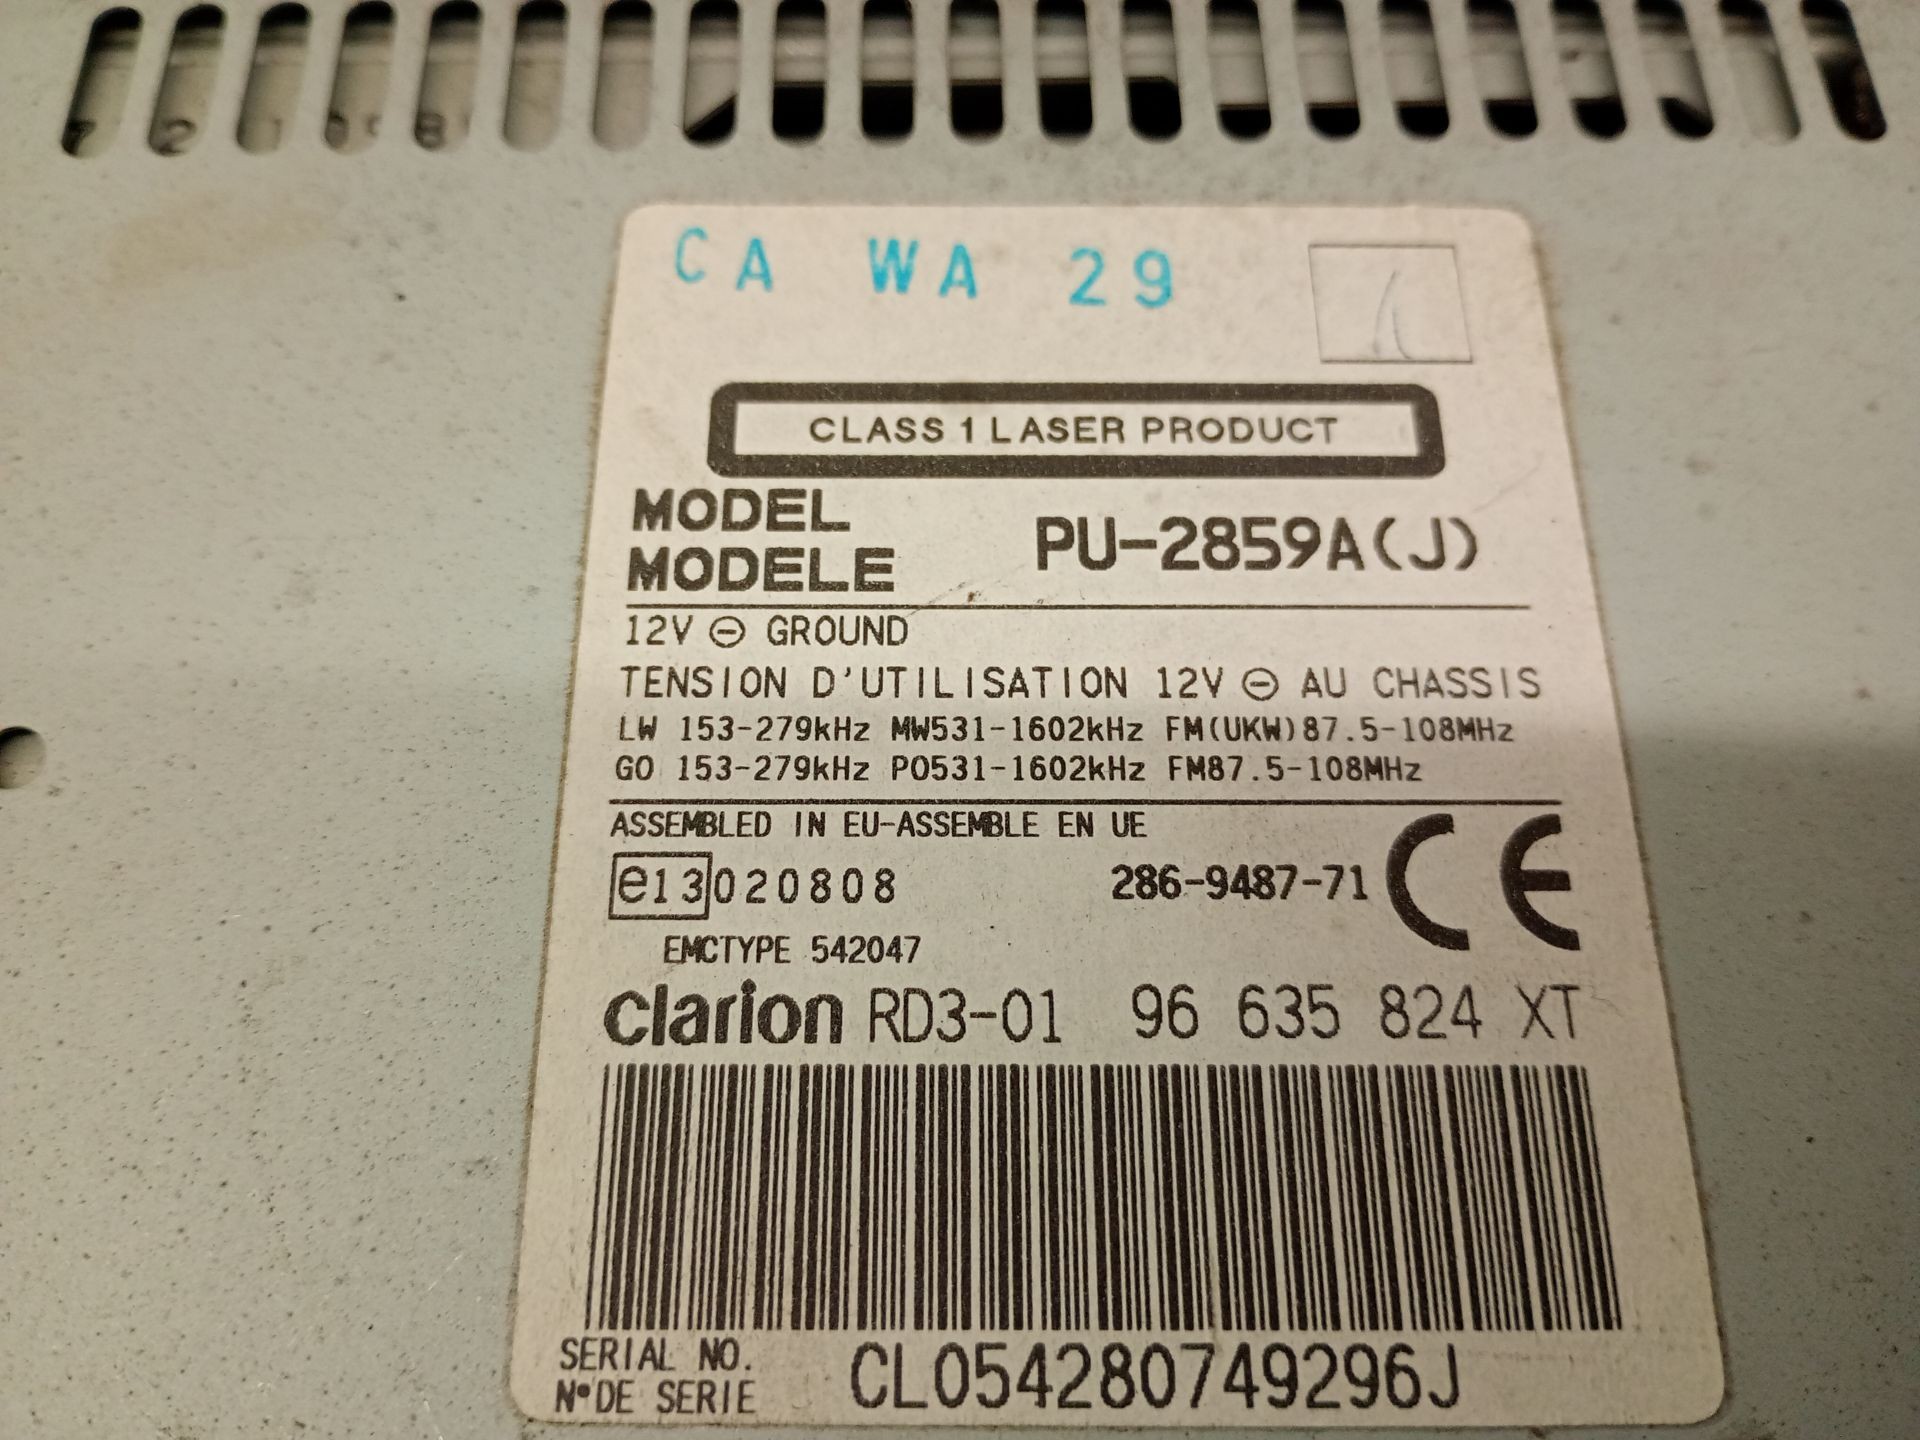 CA WA 29
CLASS 1 LASER PRODUCT
MODEL
MODELE
PU-2859A(J)
12V ⊖ GROUND
TENSION D'UTILISATION 12V ⊖ AU CHASSIS
LW 153-279kHz MW531-1602kHz FM(UKW)87.5-108MHz
GO 153-279kHz PO531-1602kHz FM87.5-108MHz
ASSEMBLED IN EU-ASSEMBLE EN UE
e13 020808 286-9487-71 CE
EMCTYPE 542047
clarion RD3-01 96 635 824 XT
SERIAL NO.
N° DE SERIE
CL054280749296J